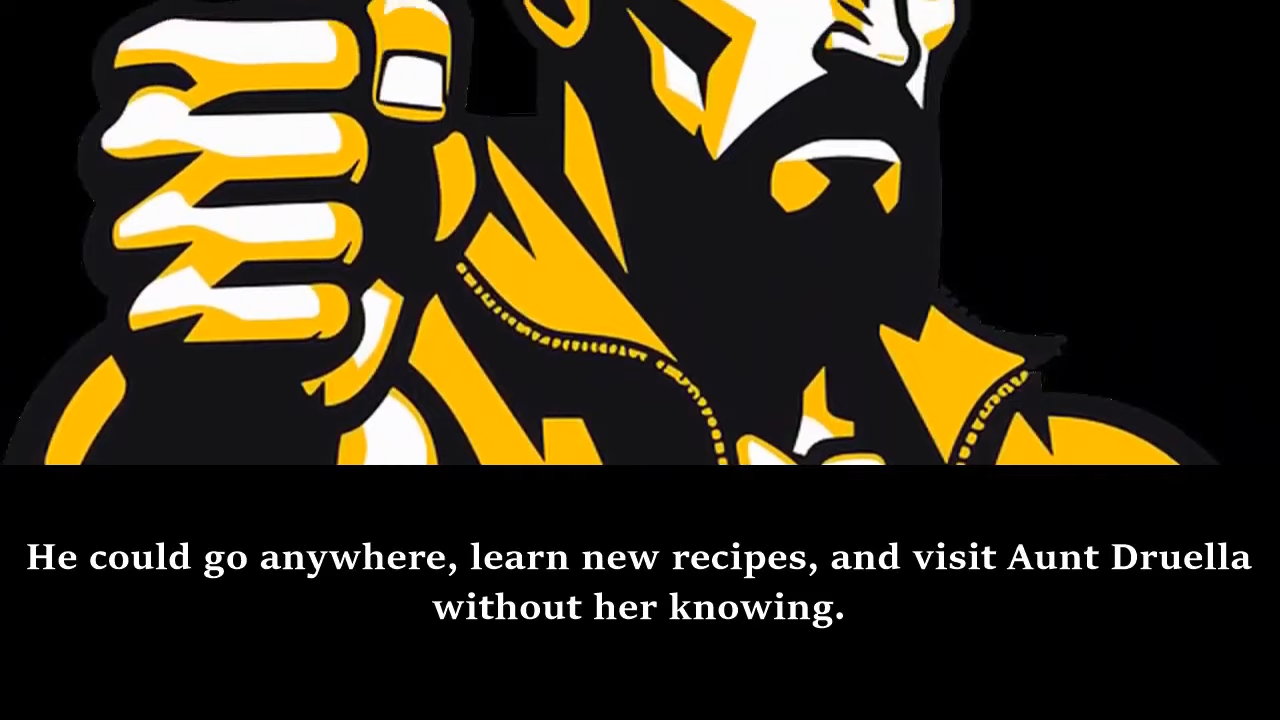 He could go anywhere, learn new recipes, and visit Aunt Druella
without her knowing.